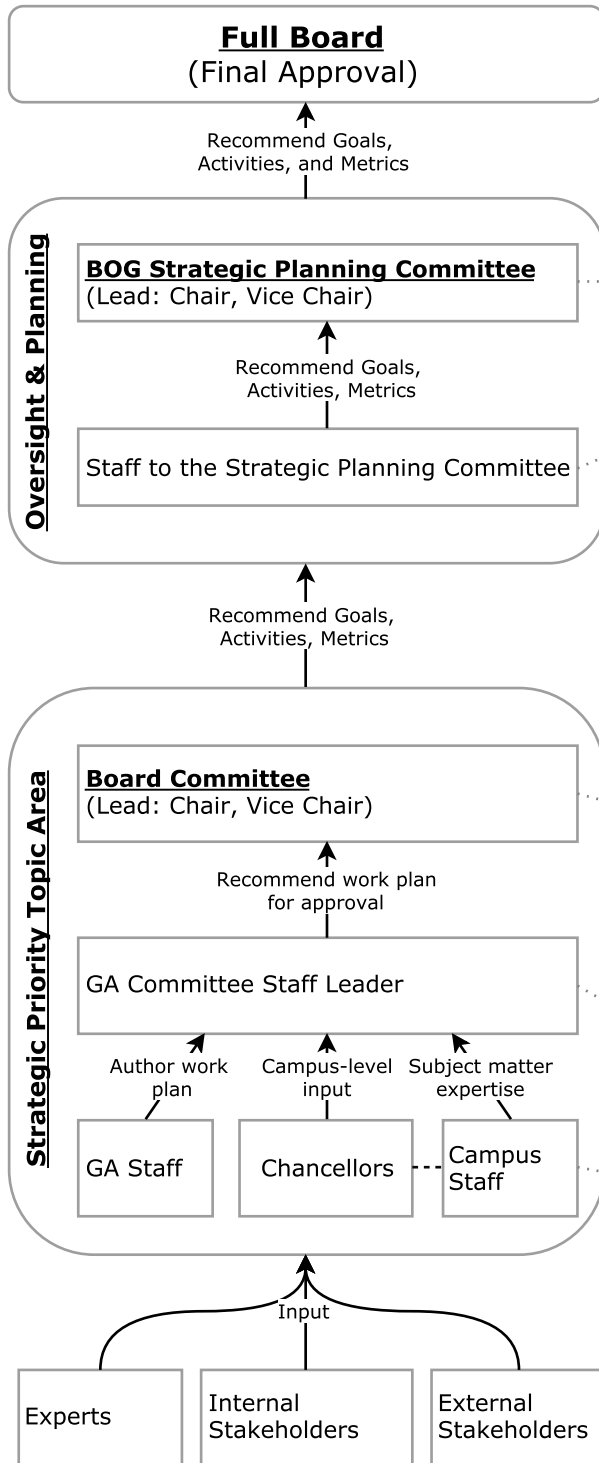 Full Board
(Final Approval)
Recommend Goals,
Activities, and Metrics
Oversight & Planning
BOG Strategic Planning Committee
(Lead: Chair, Vice Chair)
Recommend Goals,
Activities, Metrics
Staff to the Strategic Planning Committee
Recommend Goals,
Activities, Metrics
Strategic Priority Topic Area
Board Committee
(Lead: Chair, Vice Chair)
Recommend work plan
for approval
GA Committee Staff Leader
Author work
plan
Campus-level
input
Subject matter
expertise
GA Staff
Chancellors
Campus
Staff
Input
Experts
Internal
Stakeholders
External
Stakeholders